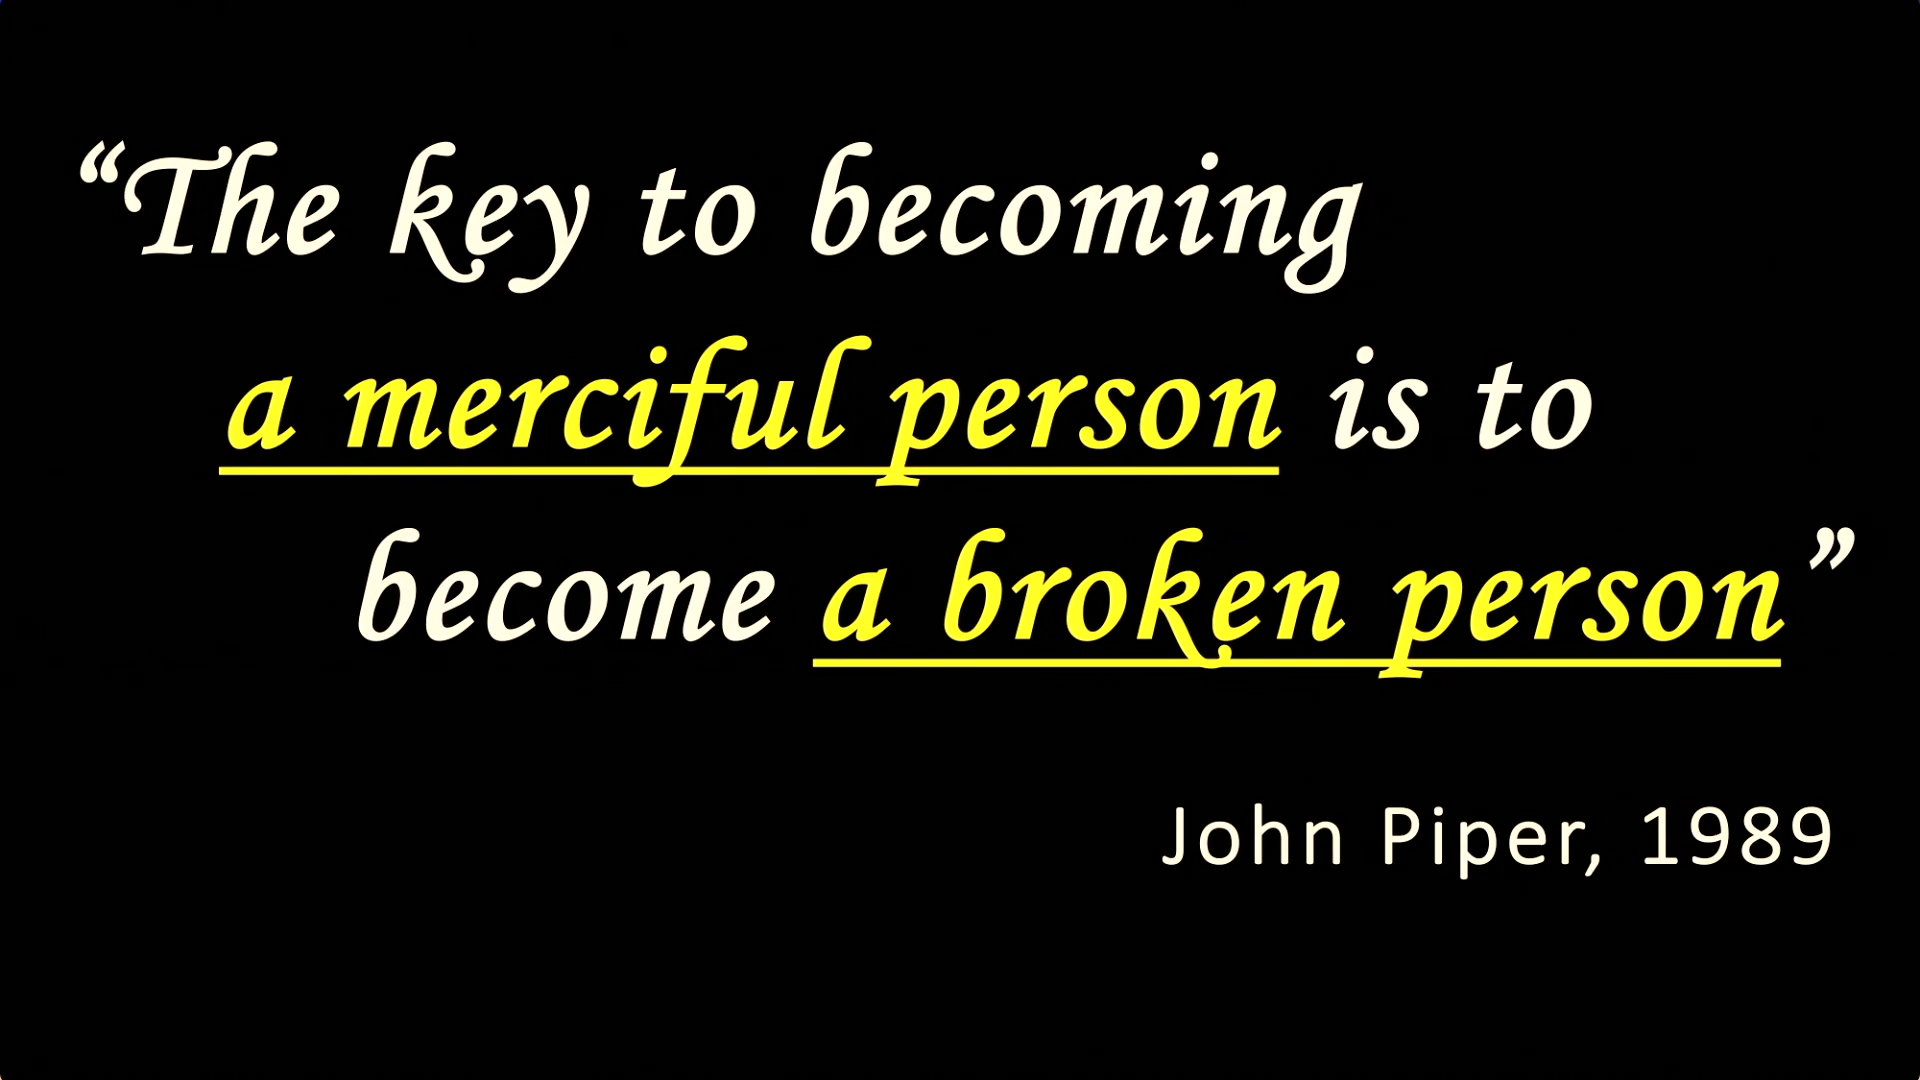 “The key to becoming
a merciful person is to
become a broken person”
John Piper, 1989